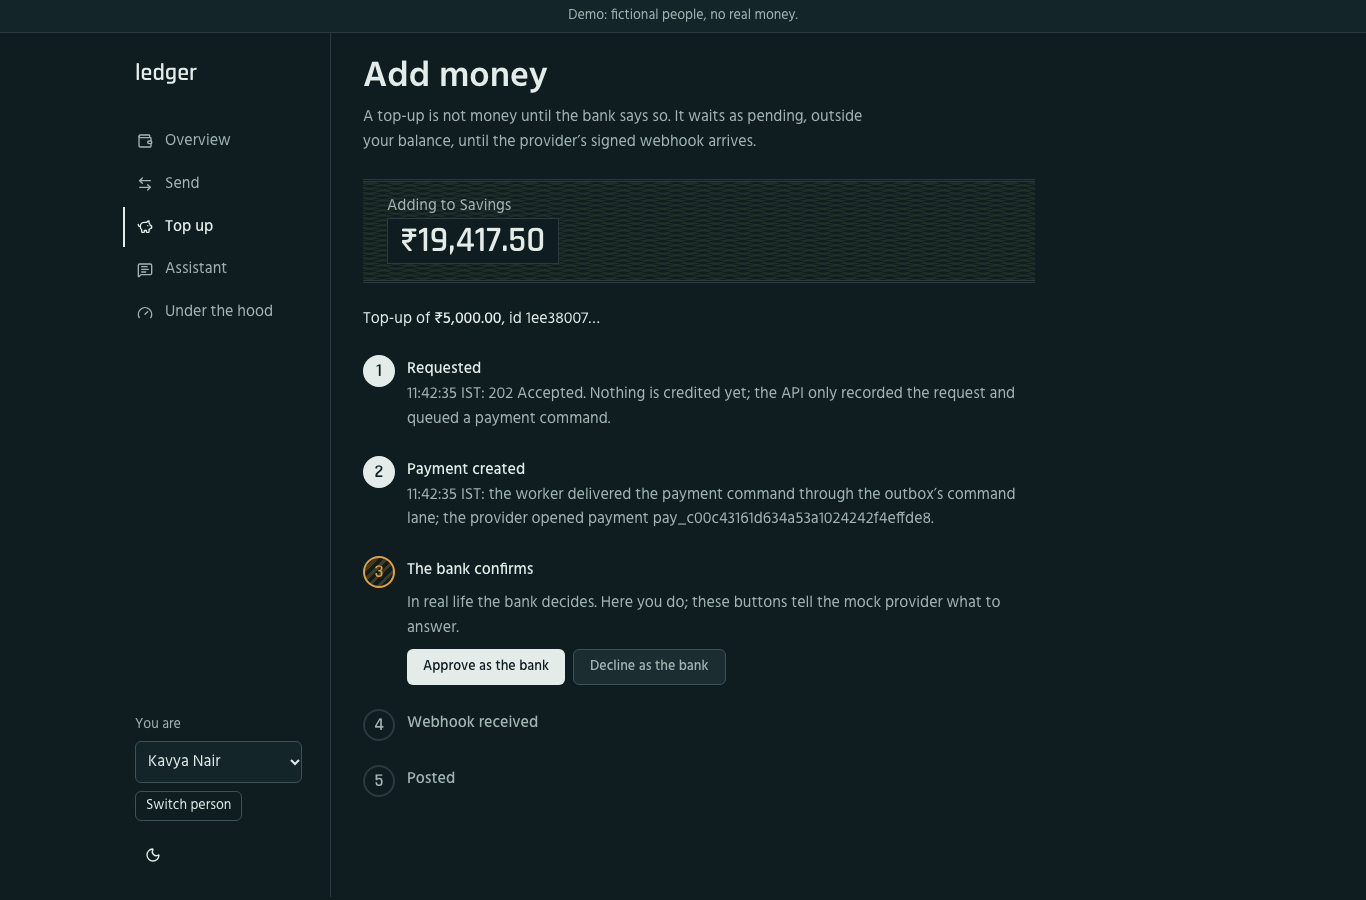 Demo: fictional people, no real money.
ledger
Overview
Send
Top up
Assistant
Under the hood
You are
Kavya Nair
Switch person
Add money
A top-up is not money until the bank says so. It waits as pending, outside
your balance, until the provider’s signed webhook arrives.
Adding to Savings
₹19,417.50
Top-up of ₹5,000.00, id 1ee38007…
1
Requested
11:42:35 IST: 202 Accepted. Nothing is credited yet; the API only recorded the request and
queued a payment command.
2
Payment created
11:42:35 IST: the worker delivered the payment command through the outbox’s command
lane; the provider opened payment pay_c00c43161d634a53a1024242f4effde8.
3
The bank confirms
In real life the bank decides. Here you do; these buttons tell the mock provider what to
answer.
Approve as the bank
Decline as the bank
4
Webhook received
5
Posted